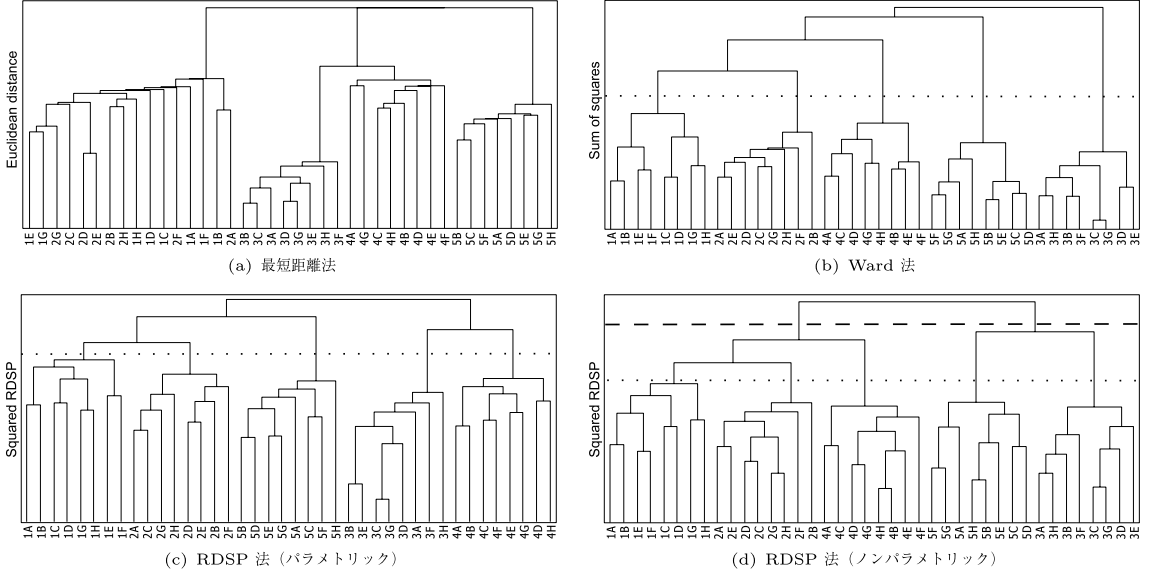 Euclidean distance
1E 1G 2G 2C 2D 2E 2B 2H 1H 1D 1C 2F 1A 1F 1B 2A 3B 3C 3A 3D 3G 3E 3H 3F 4A 4G 4C 4H 4B 4D 4E 4F 5B 5C 5F 5A 5D 5E 5G 5H
(a) 最短距離法
Sum of squares
1A 1B 1E 1F 1C 1D 1G 1H 2A 2E 2D 2C 2G 2H 2F 2B 4A 4C 4D 4G 4H 4B 4E 4F 5F 5G 5A 5H 5B 5E 5C 5D 3A 3H 3B 3F 3C 3G 3D 3E
(b) Ward 法
Squared RDSP
1A 1B 1C 1D 1G 1H 1E 1F 2A 2C 2G 2H 2D 2E 2B 2F 5B 5D 5E 5G 5A 5C 5F 5H 3B 3E 3C 3G 3D 3A 3F 3H 4A 4B 4C 4G 4F 4E 4D 4H
(c) RDSP 法 (パラメトリック)
Squared RDSP
1A 1B 1E 1F 1C 1D 1G 1H 2A 2E 2D 2C 2G 2H 2F 2B 4A 4C 4D 4G 4H 4B 4E 4F 5F 5G 5A 5H 5B 5E 5C 5D 3A 3H 3B 3F 3C 3G 3D 3E
(d) RDSP 法 (ノンパラメトリック)